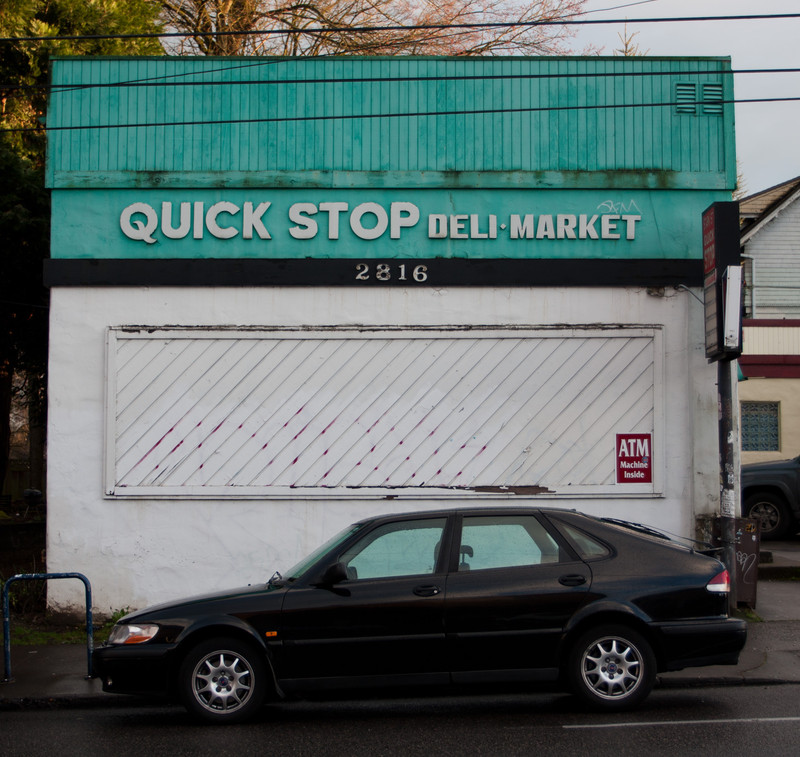 QUICK STOP DELI·MARKET
2816
ATM
Machine
Inside